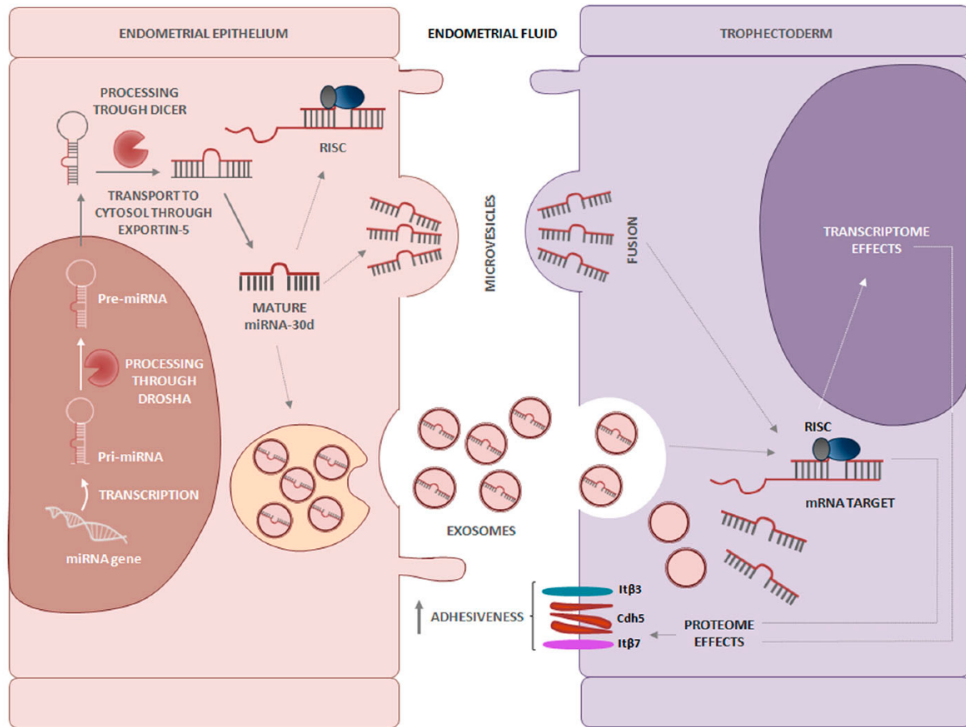 ENDOMETRIAL EPITHELIUM
ENDOMETRIAL FLUID
TROPHECTODERM
PROCESSING
TROUGH DICER
RISC
TRANSPORT TO
CYTOSOL THROUGH
EXPORTIN-5
MATURE
miRNA-30d
Pre-miRNA
PROCESSING
THROUGH
DROSHA
Pri-miRNA
TRANSCRIPTION
miRNA gene
MICROVESICLES
FUSION
EXOSOMES
TRANSCRIPTOME
EFFECTS
RISC
mRNA TARGET
ADHESIVENESS
Itβ3
Cdh5
Itβ7
PROTEOME
EFFECTS